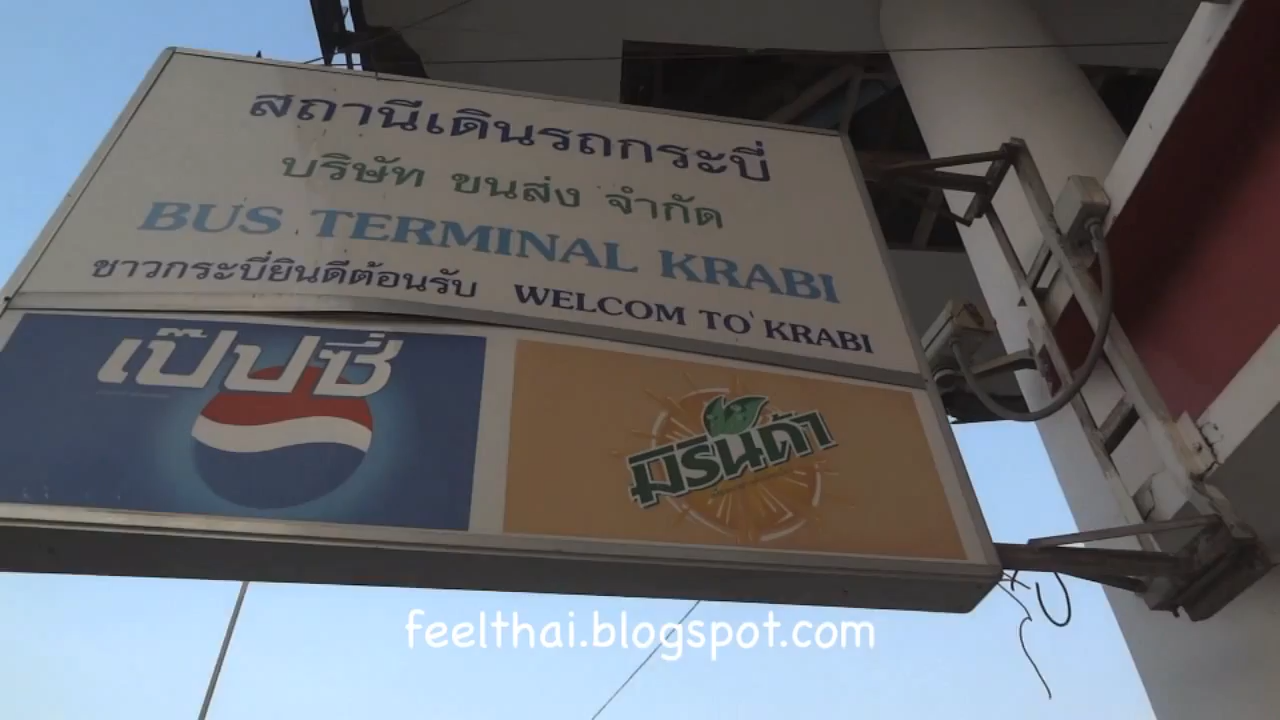 สถานีเดินรถกระบี่
บริษัท ขนส่ง จำกัด
BUS TERMINAL KRABI
ชาวกระบี่ยินดีต้อนรับ WELCOM TO KRABI
เป๊ปซี่
มิรินด้า
feelthai.blogspot.com